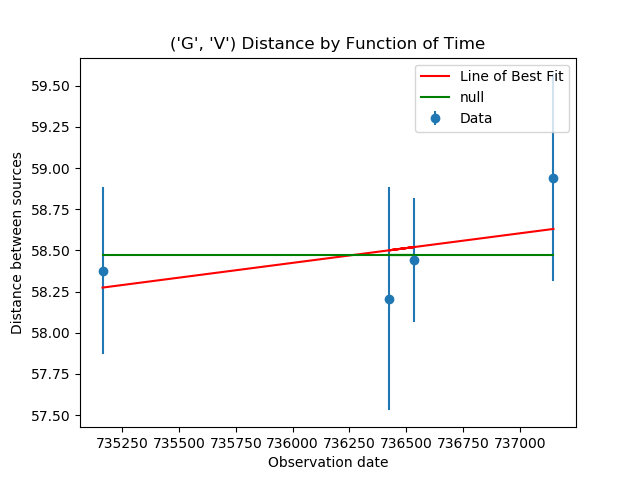 ('G', 'V') Distance by Function of Time
Line of Best Fit
null
Data
Distance between sources
59.50
59.25
59.00
58.75
58.50
58.25
58.00
57.75
57.50
735250 735500 735750 736000 736250 736500 736750 737000
Observation date